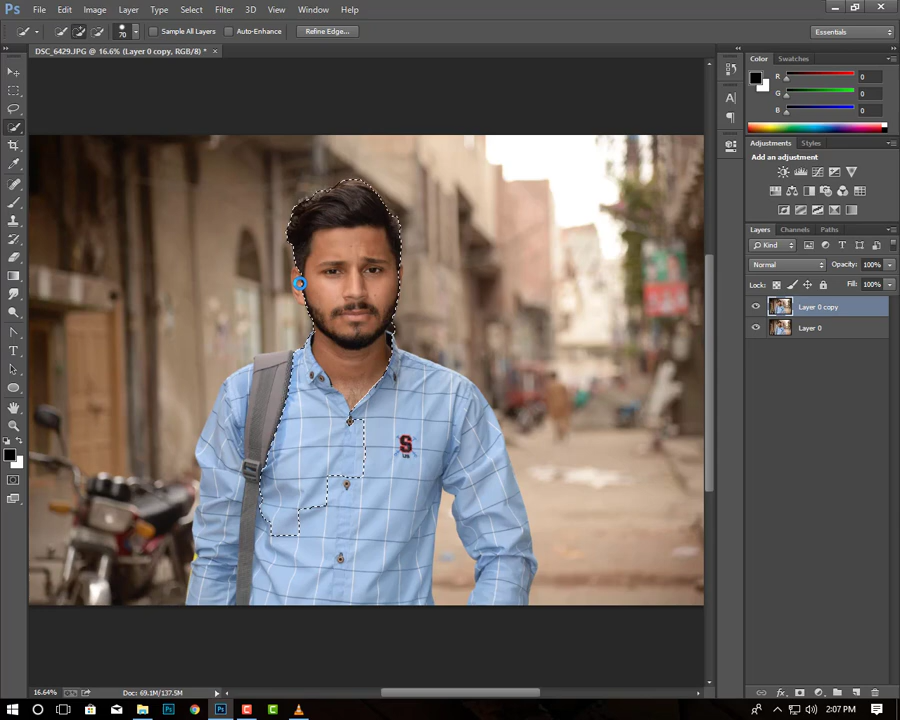 Ps File Edit Image Layer Type Select Filter 3D View Window Help
70 Sample All Layers Auto-Enhance Refine Edge... Essentials
DSC_6429.JPG @ 16.6% (Layer 0 copy, RGB/8) * ×
Color Swatches
R 0
G 0
B 0
Adjustments Styles
Add an adjustment
Layers Channels Paths
Kind
Normal Opacity: 100%
Lock: Fill: 100%
Layer 0 copy
Layer 0
S
16.64% Doc: 69.1M/137.5M
2:07 PM